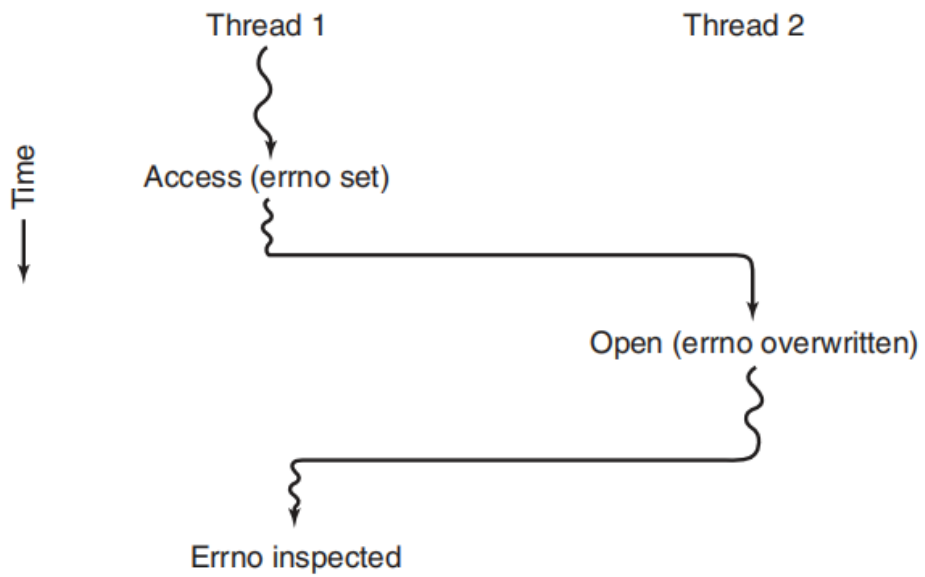 Thread 1
Thread 2
Time
Access (errno set)
Open (errno overwritten)
Errno inspected